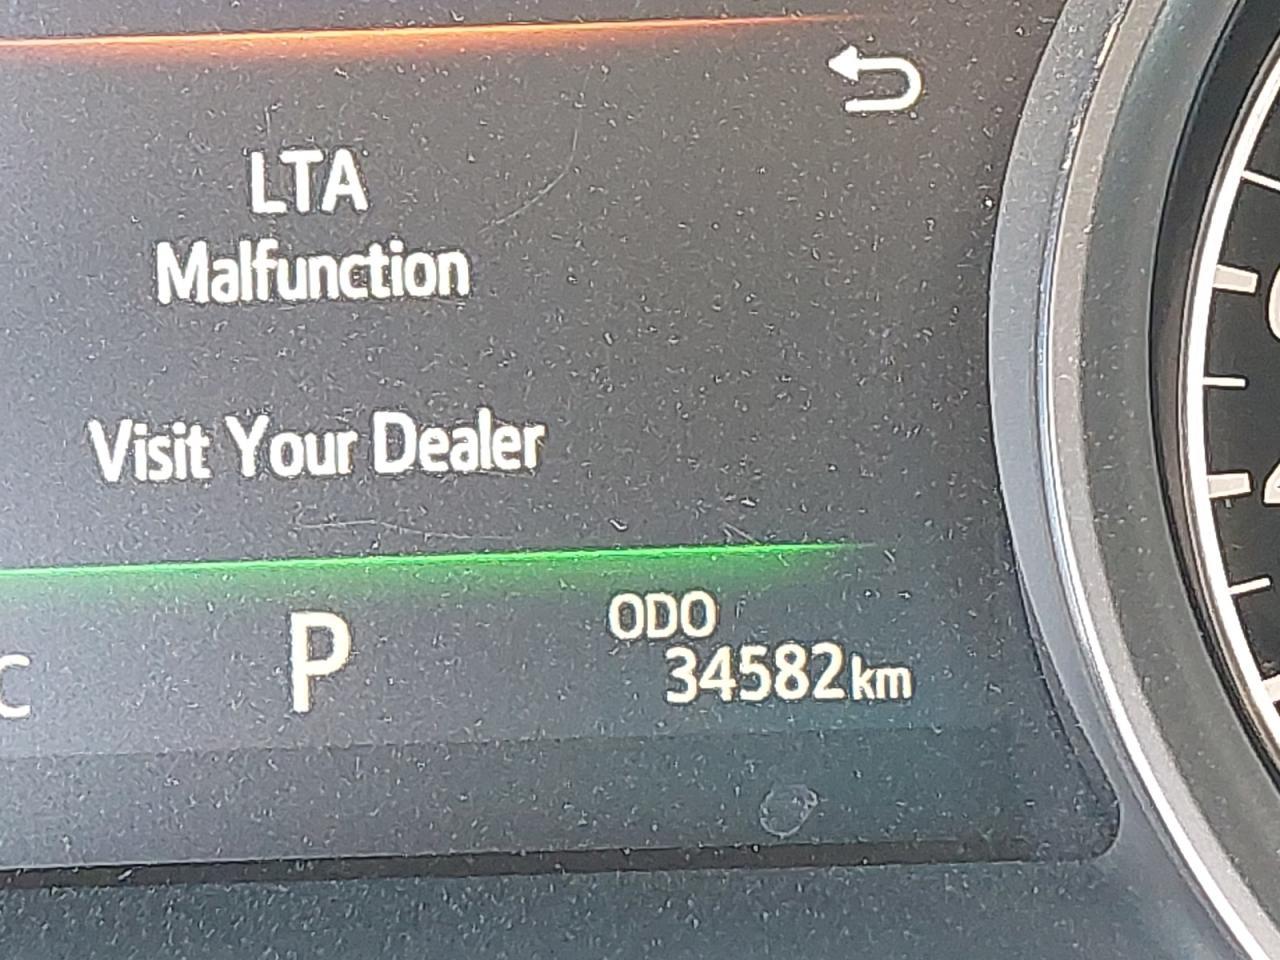 LTA
Malfunction
Visit Your Dealer
C
P
ODO
34582km